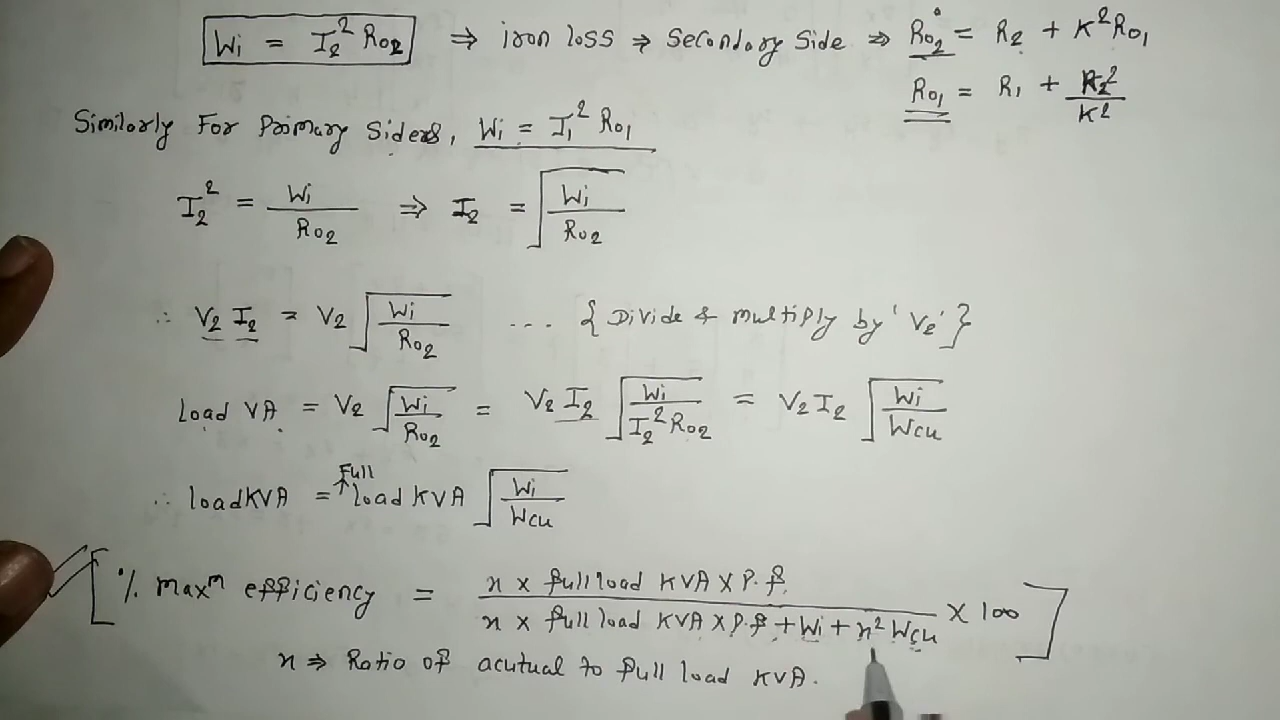 Wi = I₂² Ro₂ ⇒ iron loss ⇒ Secondary Side ⇒ Ro₂ = R₂ + K²Ro₁
Ro₁ = R₁ + R₂² / K²
Similarly For Primary Siders, Wi = I₁² Ro₁
I₂² = Wi / Ro₂ ⇒ I₂ = √(Wi / Ro₂)
∴ V₂ I₂ = V₂ √(Wi / Ro₂) ... {Divide & multiply by 'V₂'}
load VA = V₂ √(Wi / Ro₂) = V₂ I₂ √(Wi / I₂² Ro₂) = V₂ I₂ √(Wi / Wcu)
∴ load KVA = Full load KVA √(Wi / Wcu)
[% maxᵐ efficiency = (x × full load KVA × P.f. / x × full load KVA × P.f + Wi + x² Wcu) × 100]
x ⇒ Ratio of acutual to full load KVA.